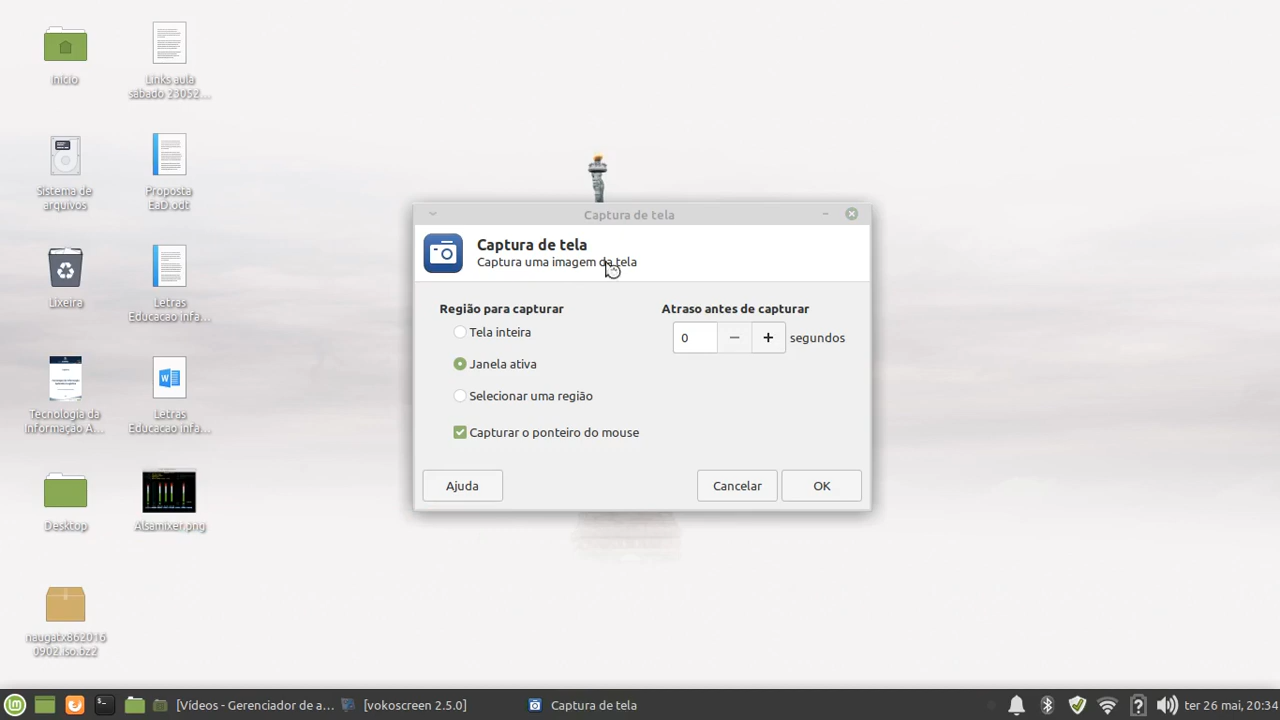 Início
Links aula
sábado 23052...
Sistema de
arquivos
Proposta
EaD.odt
Lixeira
Letras
Educacao Infa...
Tecnologia da
Informação A...
Letras
Educacao Infa...
Desktop
Alsamixer.png
naugatx862016
0902.iso.bz2
Captura de tela
Captura de tela
Captura uma imagem da tela
Região para capturar
Atraso antes de capturar
Tela inteira
0
segundos
Janela ativa
Selecionar uma região
Capturar o ponteiro do mouse
Ajuda
Cancelar
OK
[Vídeos - Gerenciador de a...
[vokoscreen 2.5.0]
Captura de tela
ter 26 mai, 20:34